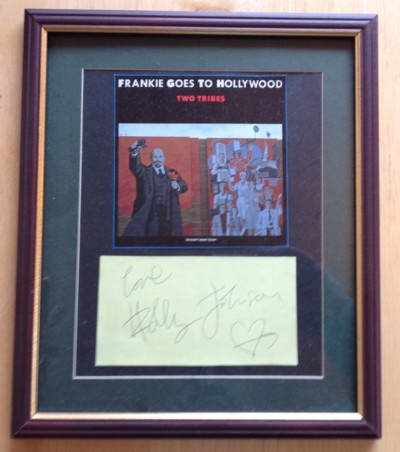 FRANKIE GOES TO HOLLYWOOD
TWO TRIBES
Love
Holly Johnson